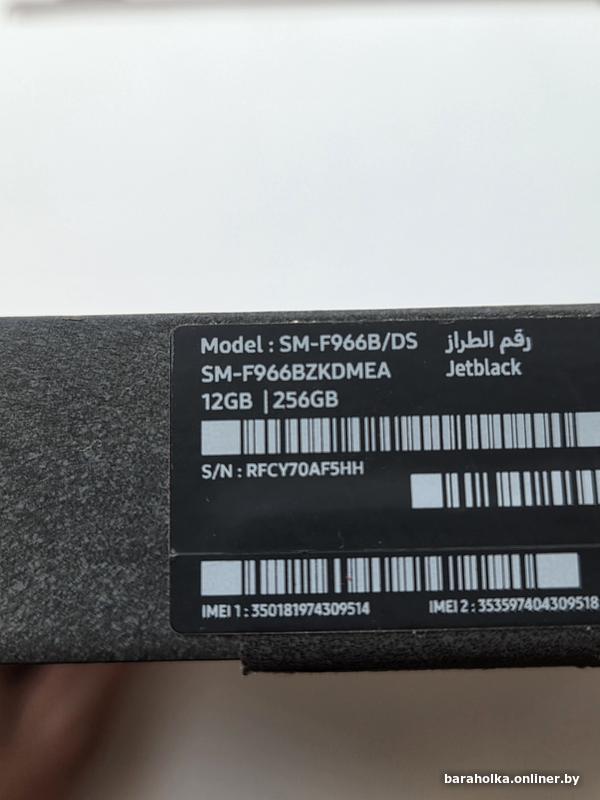 Model : SM-F966B/DS رقم الطراز
SM-F966BZKDMEA Jetblack
12GB | 256GB
S/N : RFCY70AF5HH
IMEI 1 : 350181974309514 IMEI 2 : 353597404309518
baraholka.onliner.by